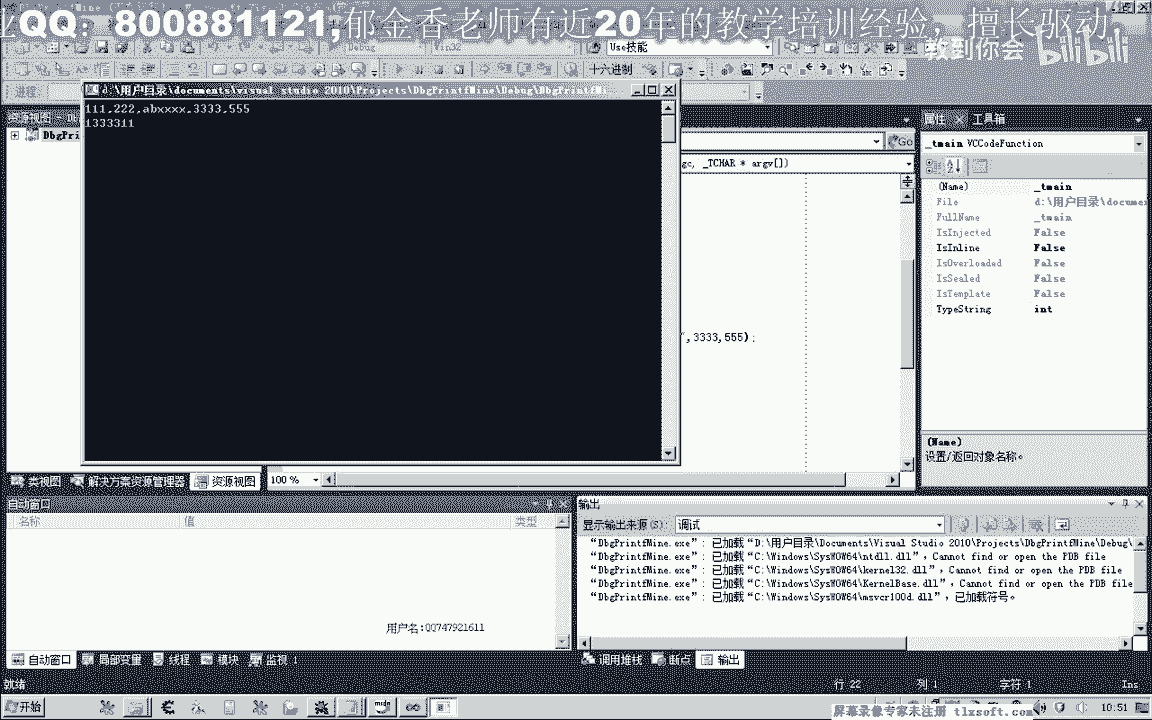 业QQ：800881121,郁金香老师有近20年的教学培训经验，擅长驱动
教到你会 bilibili
Debug Win32 Use技能
十六进制
进程:
d:\用户目录\documents\visual studio 2010\Projects\DbgPrintfMine\Debug\DbgPrintfMi...
111,222,abxxxx,3333,555
1333311
资源视图
DbgPri
Go
gc, _TCHAR * argv[])
",3333,555);
属性 工具箱
_tmain VCCodeFunction
(Name) _tmain
File d:\用户目录\documen
FullName _tmain
IsInjected False
IsInline False
IsOverloaded False
IsSealed False
IsTemplate False
TypeString int
(Name)
设置/返回对象名称。
类视图 解决方案资源管理器 资源视图
100 %
自动窗口
名称 值 类型
用户名:QQ747921611
自动窗口 局部变量 线程 模块 监视 1
输出
显示输出来源(S): 调试
“DbgPrintfMine.exe”: 已加载“D:\用户目录\Documents\Visual Studio 2010\Projects\DbgPrintfMine\Debug\
“DbgPrintfMine.exe”: 已加载“C:\Windows\SysWOW64\ntdll.dll”，Cannot find or open the PDB file
“DbgPrintfMine.exe”: 已加载“C:\Windows\SysWOW64\kernel32.dll”，Cannot find or open the PDB file
“DbgPrintfMine.exe”: 已加载“C:\Windows\SysWOW64\KernelBase.dll”，Cannot find or open the PDB file
“DbgPrintfMine.exe”: 已加载“C:\Windows\SysWOW64\msvcr100d.dll”，已加载符号。
调用堆栈 断点 输出
就绪 行 22 列 1 字符 1 Ins
开始 10:51
屏幕录像专家未注册 tlxsoft.com